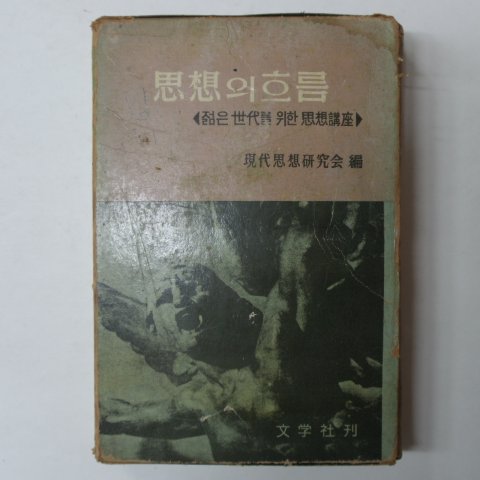 思想의흐름
◀젊은 世代를 위한 思想講座▶
現代思想硏究会 編
文学社刊